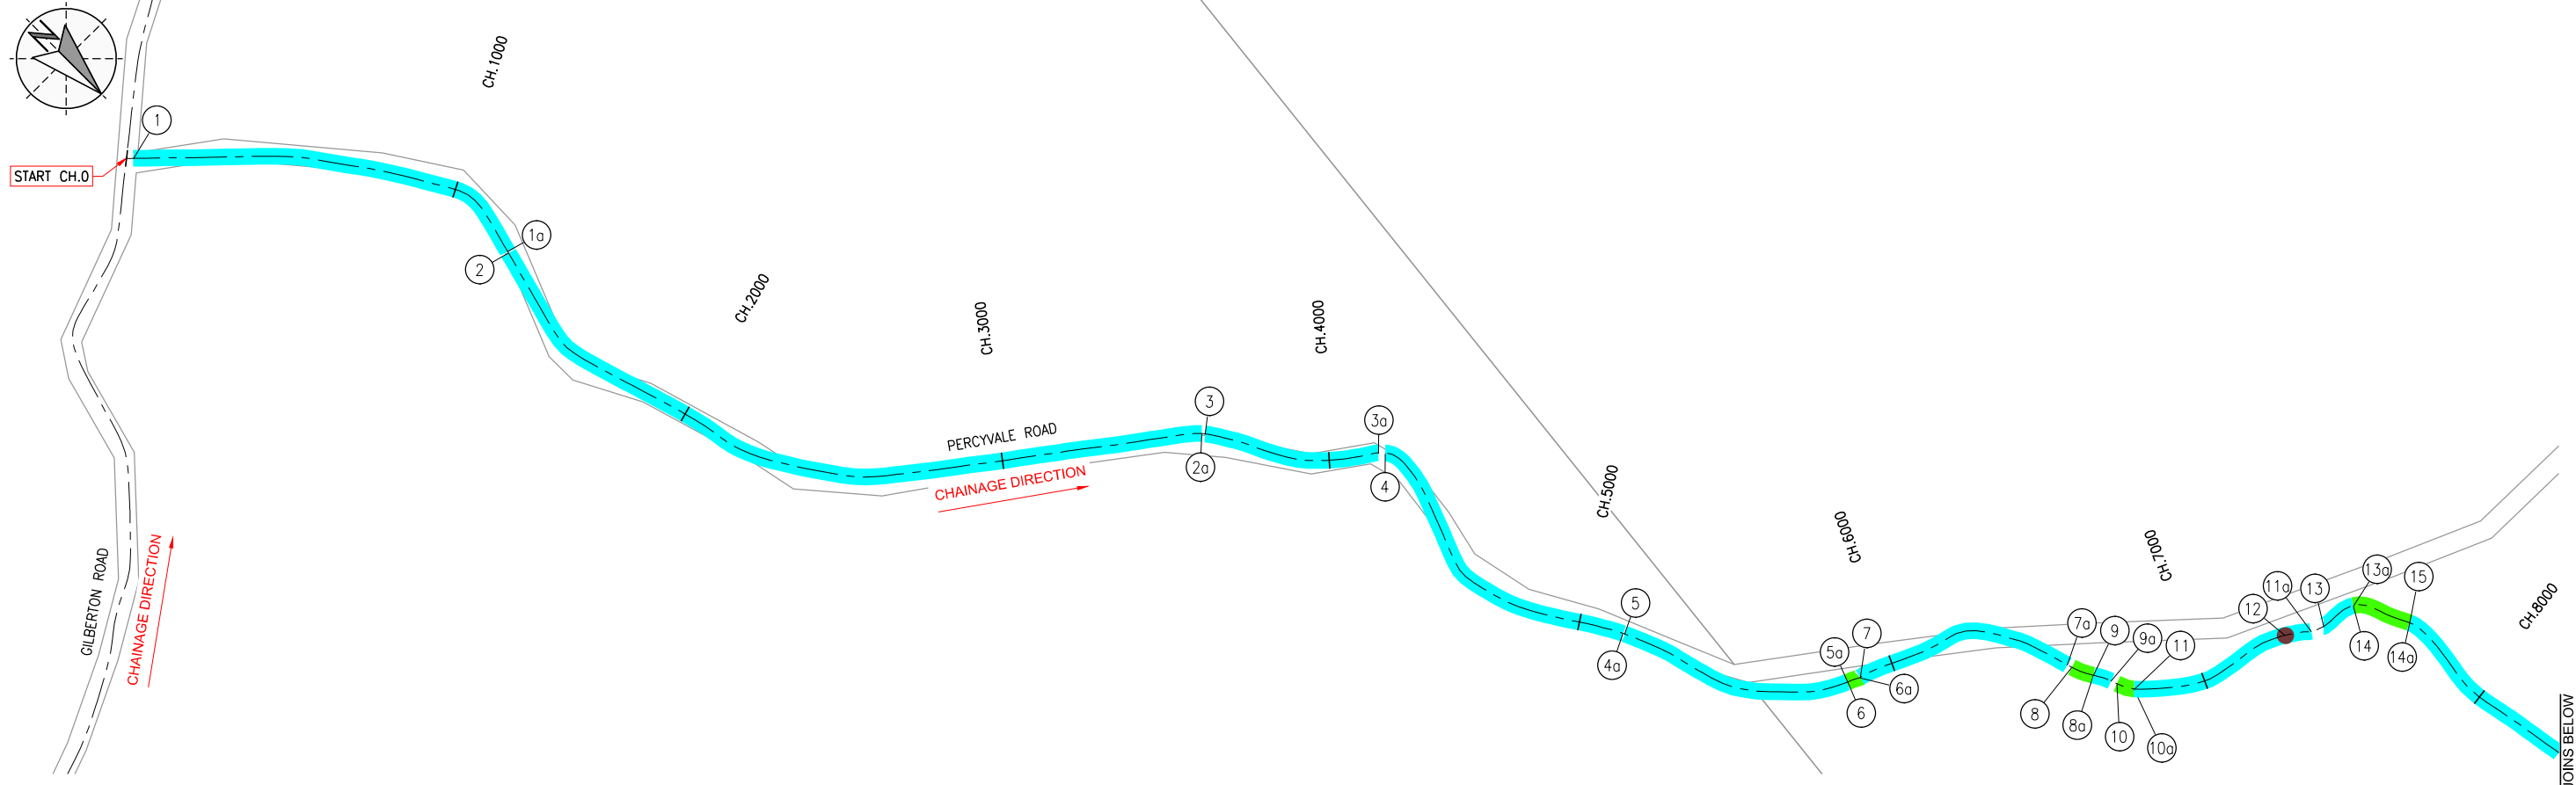 N
CH.1000
1
START CH.0
1a
2
CH.2000
CH.3000
CH.4000
PERCYVALE ROAD
CHAINAGE DIRECTION
3
2a
3a
4
CH.5000
GILBERTON ROAD
CHAINAGE DIRECTION
5
4a
CH.6000
5a
7
6
6a
CH.7000
7a
9
9a
11
8
8a
10
10a
12
11a
13
13a
15
14
14a
CH.8000
JOINS BELOW